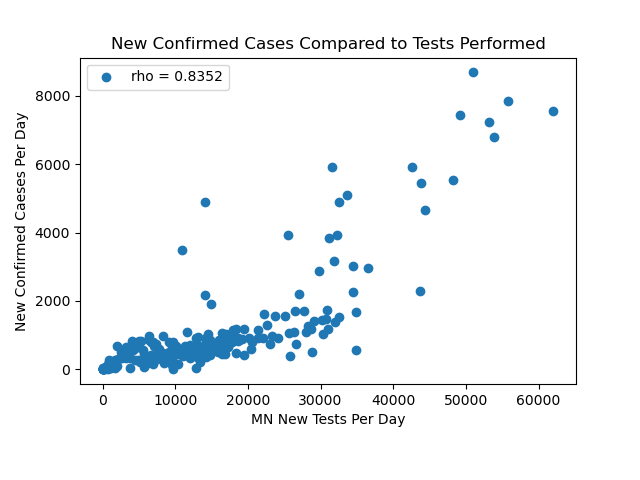 New Confirmed Cases Compared to Tests Performed
rho = 0.8352
New Confirmed Caeses Per Day
8000
6000
4000
2000
0
0 10000 20000 30000 40000 50000 60000
MN New Tests Per Day